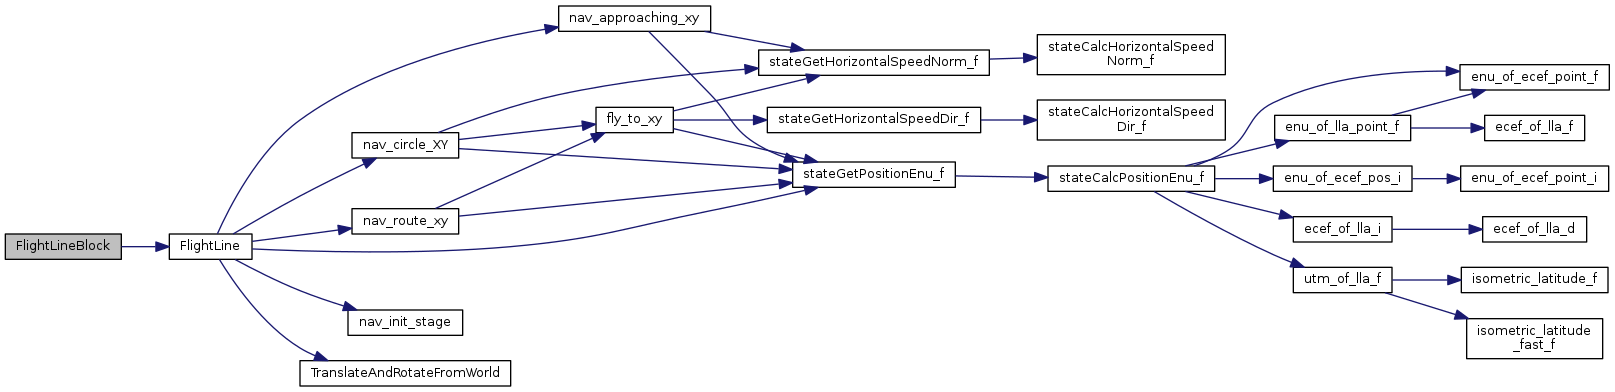 FlightLineBlock
FlightLine
nav_approaching_xy
nav_circle_XY
nav_route_xy
nav_init_stage
TranslateAndRotateFromWorld
fly_to_xy
stateGetHorizontalSpeedNorm_f
stateGetHorizontalSpeedDir_f
stateGetPositionEnu_f
stateCalcHorizontalSpeed
Norm_f
stateCalcHorizontalSpeed
Dir_f
stateCalcPositionEnu_f
enu_of_lla_point_f
enu_of_ecef_pos_i
ecef_of_lla_i
utm_of_lla_f
enu_of_ecef_point_f
ecef_of_lla_f
enu_of_ecef_point_i
ecef_of_lla_d
isometric_latitude_f
isometric_latitude
_fast_f